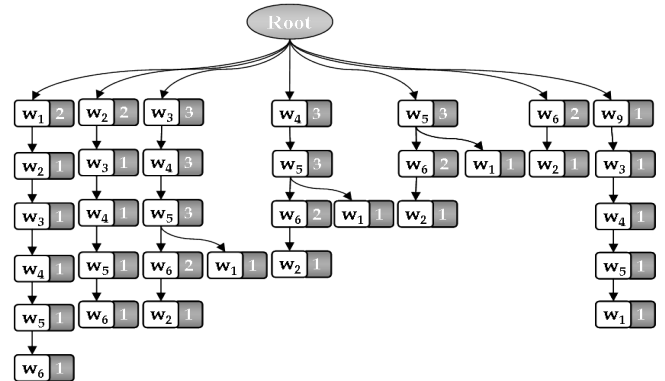 Root
w1 2 w2 2 w3 3 w4 3 w5 3 w6 2 w9 1
w2 1 w3 1 w4 3 w5 3 w6 2 w1 1 w2 1 w3 1
w3 1 w4 1 w5 3 w6 2 w1 1 w2 1 w4 1
w4 1 w5 1 w6 2 w1 1 w2 1 w5 1
w5 1 w6 1 w2 1 w1 1
w6 1